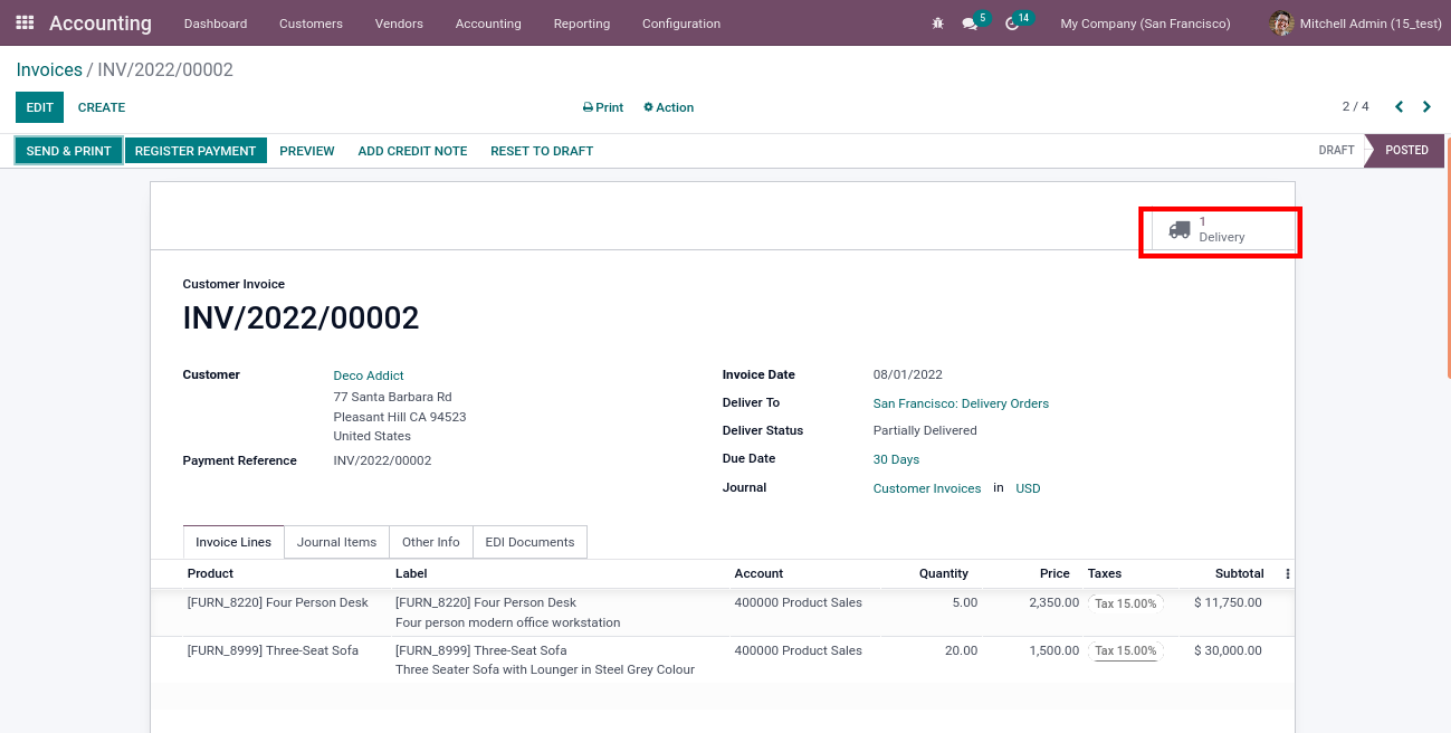 Accounting Dashboard Customers Vendors Accounting Reporting Configuration 5 14 My Company (San Francisco) Mitchell Admin (15_test)
Invoices / INV/2022/00002
EDIT CREATE Print Action 2 / 4
SEND & PRINT REGISTER PAYMENT PREVIEW ADD CREDIT NOTE RESET TO DRAFT DRAFT POSTED
1
Delivery
Customer Invoice
INV/2022/00002
Customer Deco Addict
77 Santa Barbara Rd
Pleasant Hill CA 94523
United States
Payment Reference INV/2022/00002
Invoice Date 08/01/2022
Deliver To San Francisco: Delivery Orders
Deliver Status Partially Delivered
Due Date 30 Days
Journal Customer Invoices in USD
Invoice Lines Journal Items Other Info EDI Documents
Product Label Account Quantity Price Taxes Subtotal
[FURN_8220] Four Person Desk [FURN_8220] Four Person Desk 400000 Product Sales 5.00 2,350.00 Tax 15.00% $ 11,750.00
Four person modern office workstation
[FURN_8999] Three-Seat Sofa [FURN_8999] Three-Seat Sofa 400000 Product Sales 20.00 1,500.00 Tax 15.00% $ 30,000.00
Three Seater Sofa with Lounger in Steel Grey Colour